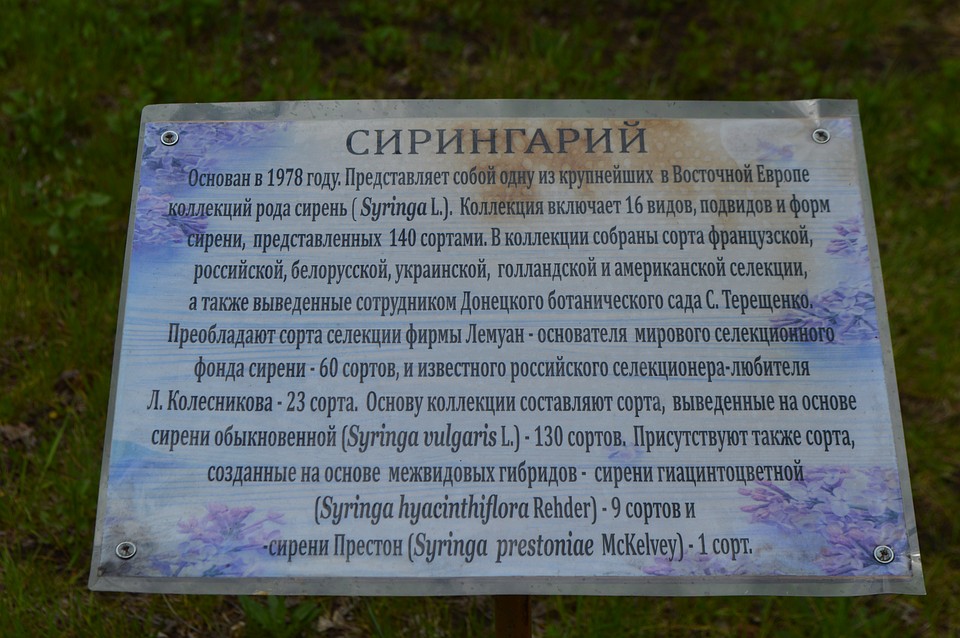 СИРИНГАРИЙ
Основан в 1978 году. Представляет собой одну из крупнейших в Восточной Европе
коллекций рода сирень ( Syringa L.). Коллекция включает 16 видов, подвидов и форм
сирени, представленных 140 сортами. В коллекции собраны сорта французской,
российской, белорусской, украинской, голландской и американской селекции,
а также выведенные сотрудником Донецкого ботанического сада С. Терещенко.
Преобладают сорта селекции фирмы Лемуан - основателя мирового селекционного
фонда сирени - 60 сортов, и известного российского селекционера-любителя
Л. Колесникова - 23 сорта. Основу коллекции составляют сорта, выведенные на основе
сирени обыкновенной (Syringa vulgaris L.) - 130 сортов. Присутствуют также сорта,
созданные на основе межвидовых гибридов - сирени гиацинтоцветной
(Syringa hyacinthiflora Rehder) - 9 сортов и
-сирени Престон (Syringa prestoniae McKelvey) - 1 сорт.